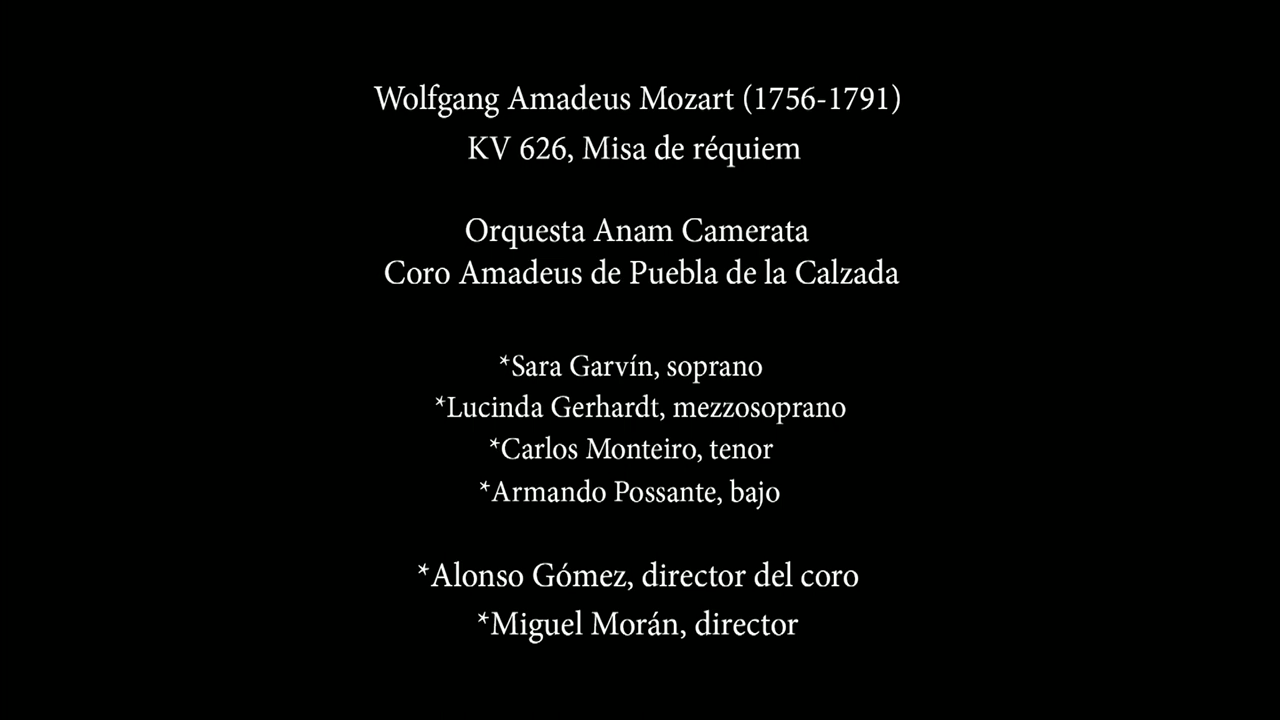 Wolfgang Amadeus Mozart (1756-1791)
KV 626, Misa de réquiem
Orquesta Anam Camerata
Coro Amadeus de Puebla de la Calzada
*Sara Garvín, soprano
*Lucinda Gerhardt, mezzosoprano
*Carlos Monteiro, tenor
*Armando Possante, bajo
*Alonso Gómez, director del coro
*Miguel Morán, director